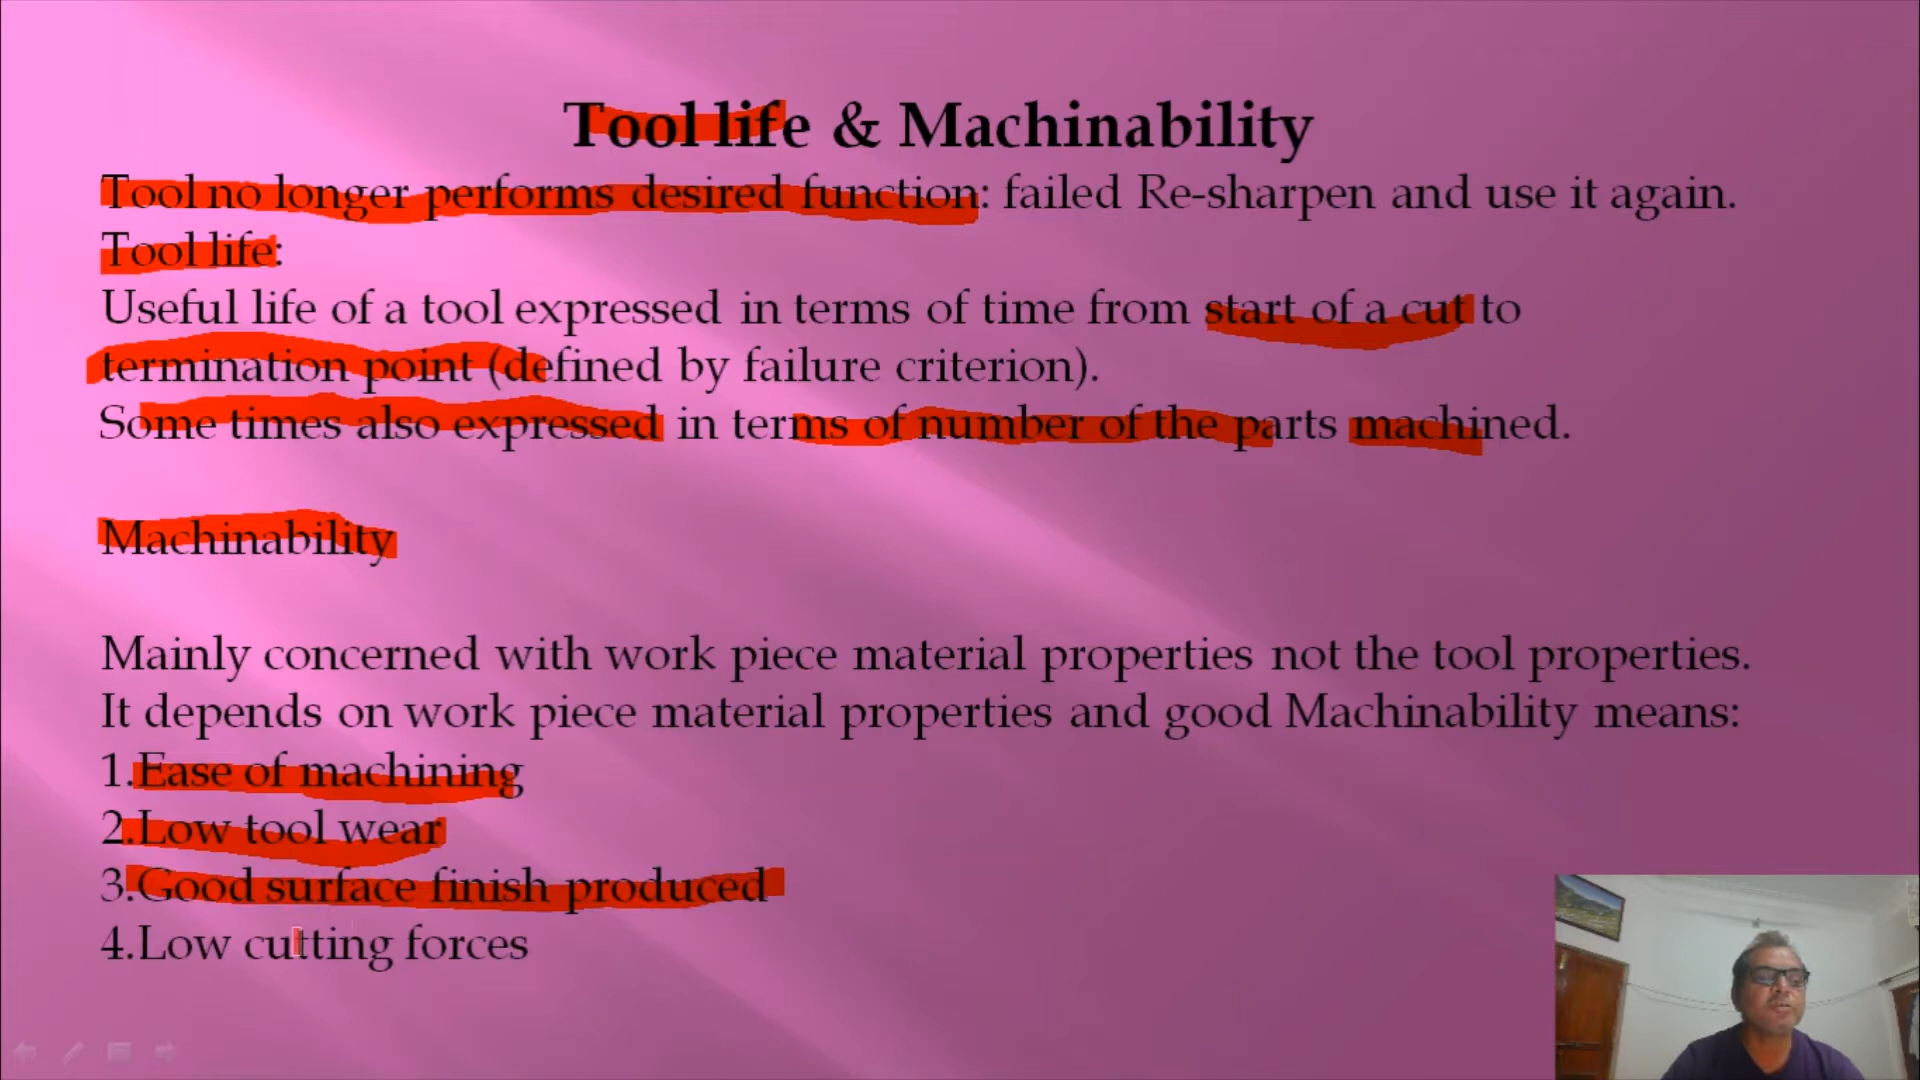 Tool life & Machinability
Tool no longer performs desired function: failed Re-sharpen and use it again.
Tool life:
Useful life of a tool expressed in terms of time from start of a cut to
termination point (defined by failure criterion).
Some times also expressed in terms of number of the parts machined.
Machinability
Mainly concerned with work piece material properties not the tool properties.
It depends on work piece material properties and good Machinability means:
1.Ease of machining
2.Low tool wear
3.Good surface finish produced
4.Low cutting forces